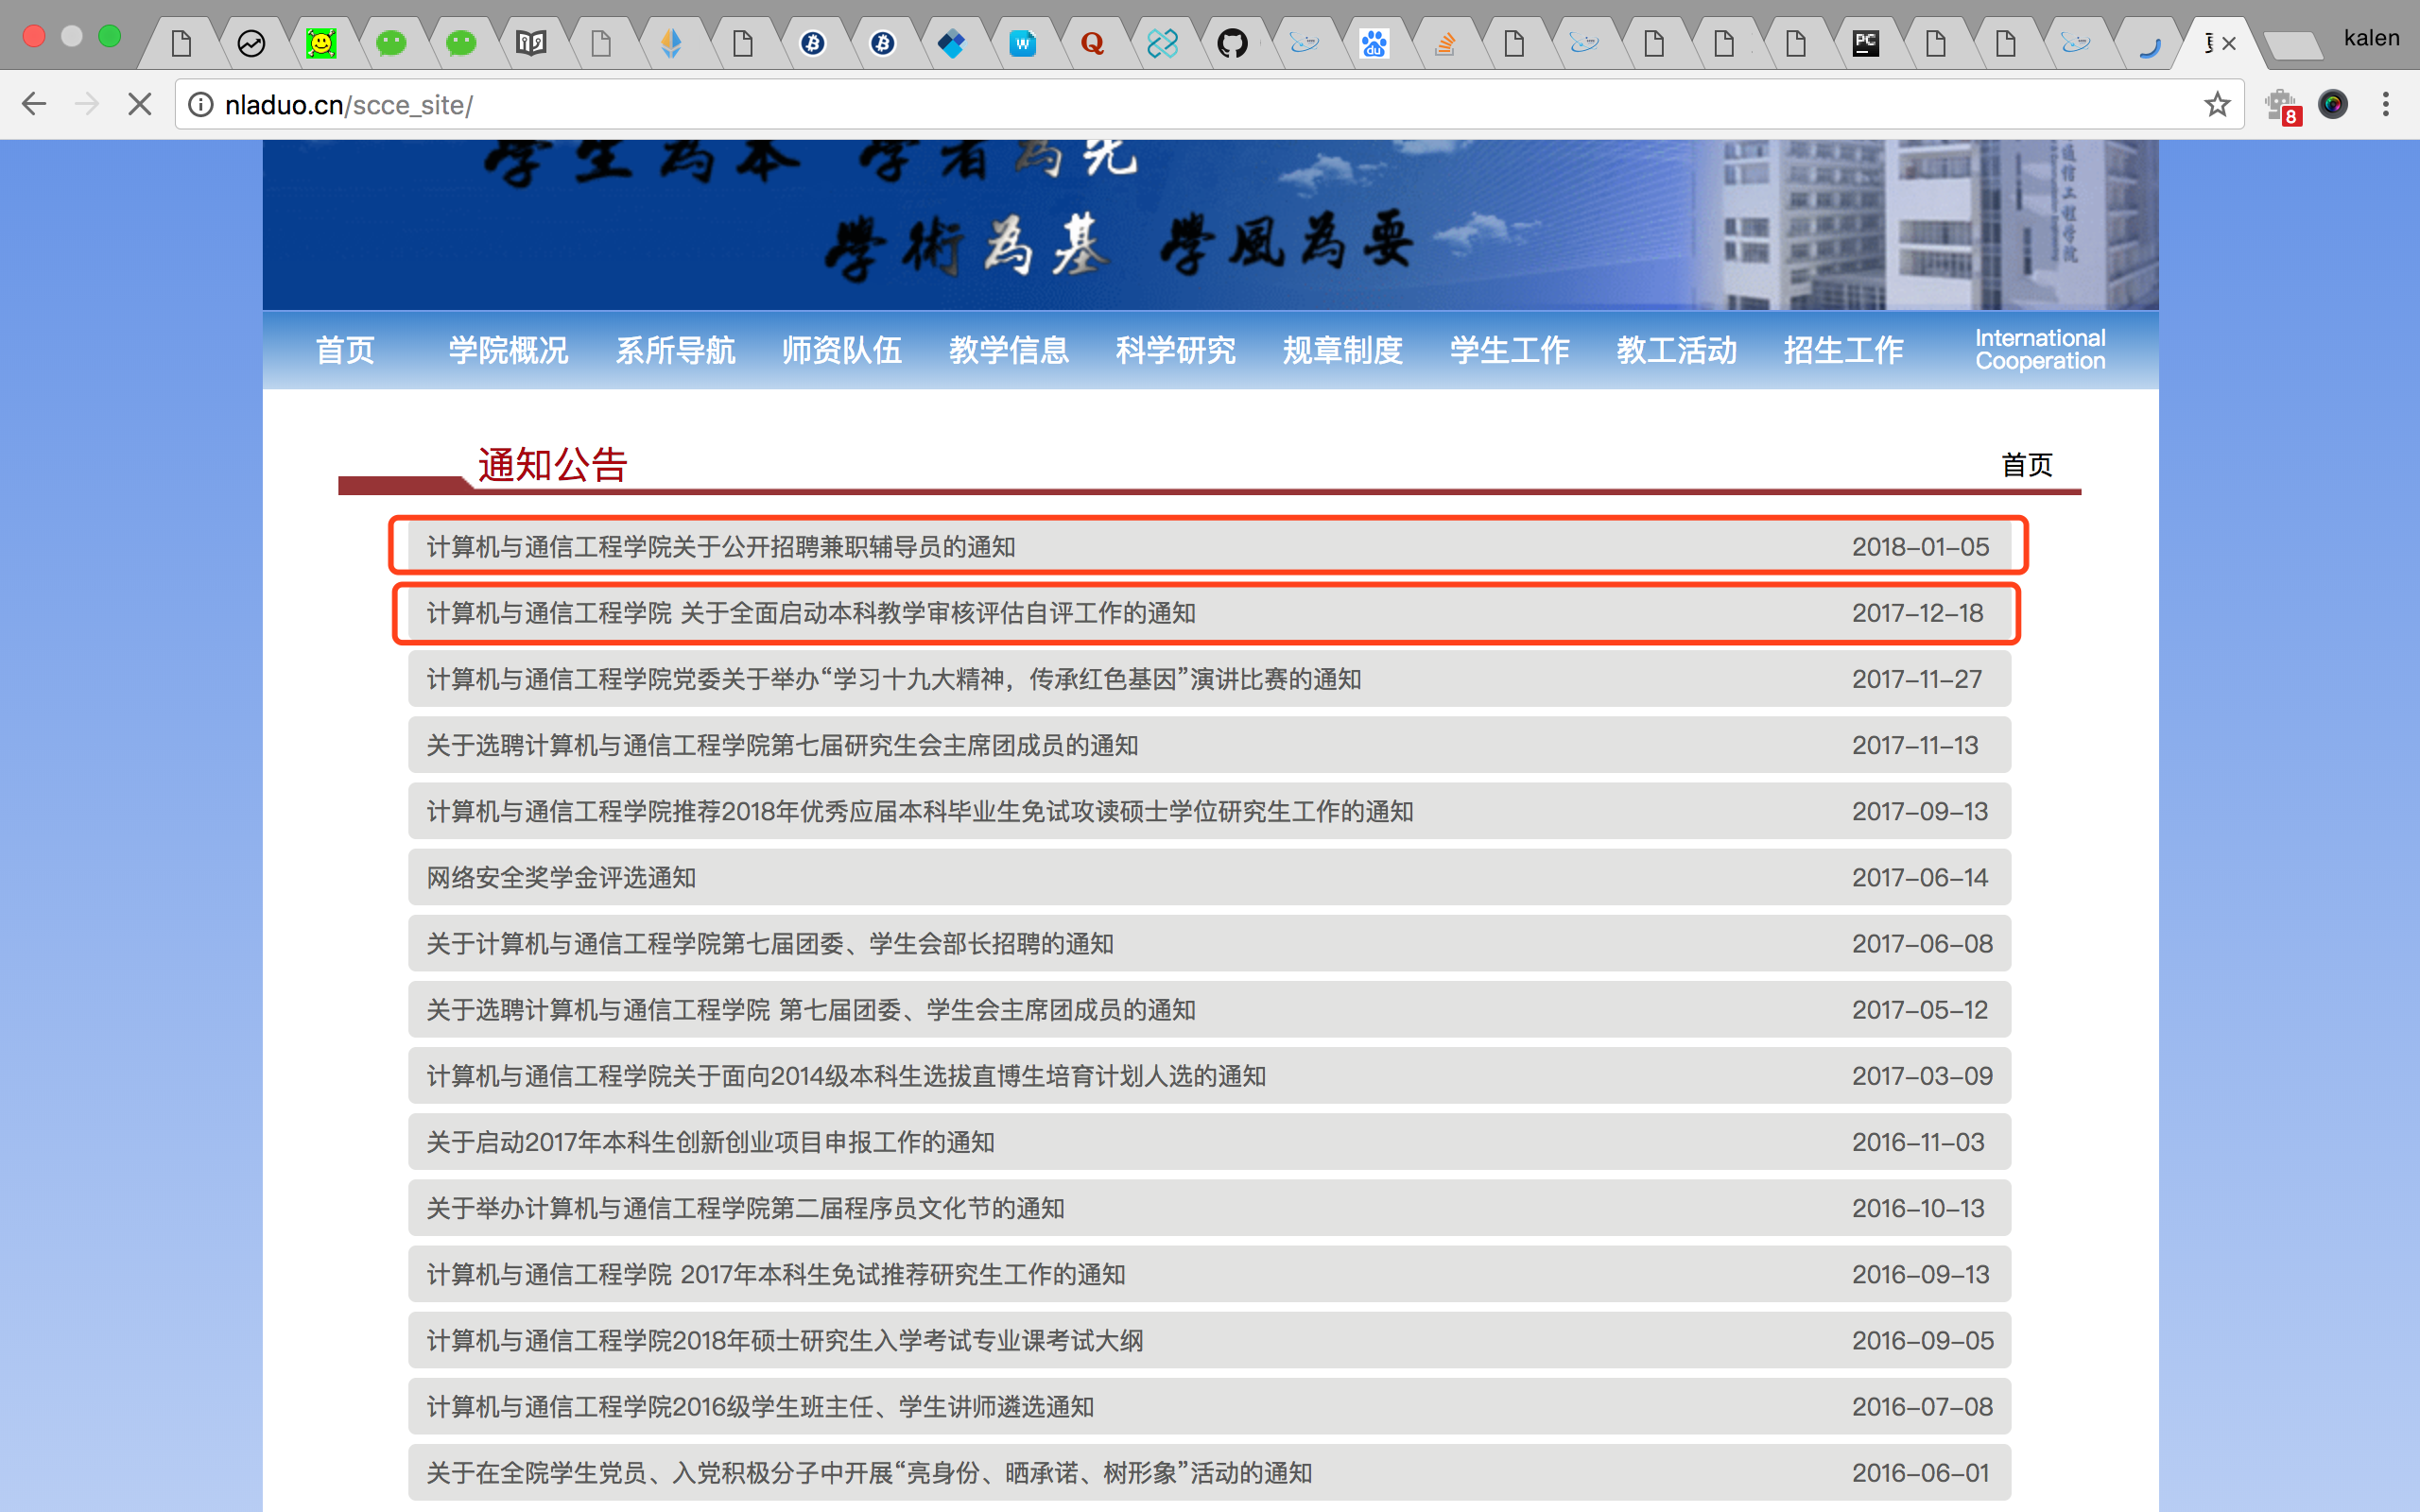 kalen
nladuo.cn/scce_site/
8
學生為本 學者為先
學術為基 學風為要
首页 学院概况 系所导航 师资队伍 教学信息 科学研究 规章制度 学生工作 教工活动 招生工作 International Cooperation
通知公告 首页
计算机与通信工程学院关于公开招聘兼职辅导员的通知 2018-01-05
计算机与通信工程学院 关于全面启动本科教学审核评估自评工作的通知 2017-12-18
计算机与通信工程学院党委关于举办“学习十九大精神，传承红色基因”演讲比赛的通知 2017-11-27
关于选聘计算机与通信工程学院第七届研究生会主席团成员的通知 2017-11-13
计算机与通信工程学院推荐2018年优秀应届本科毕业生免试攻读硕士学位研究生工作的通知 2017-09-13
网络安全奖学金评选通知 2017-06-14
关于计算机与通信工程学院第七届团委、学生会部长招聘的通知 2017-06-08
关于选聘计算机与通信工程学院 第七届团委、学生会主席团成员的通知 2017-05-12
计算机与通信工程学院关于面向2014级本科生选拔直博生培育计划人选的通知 2017-03-09
关于启动2017年本科生创新创业项目申报工作的通知 2016-11-03
关于举办计算机与通信工程学院第二届程序员文化节的通知 2016-10-13
计算机与通信工程学院 2017年本科生免试推荐研究生工作的通知 2016-09-13
计算机与通信工程学院2018年硕士研究生入学考试专业课考试大纲 2016-09-05
计算机与通信工程学院2016级学生班主任、学生讲师遴选通知 2016-07-08
关于在全院学生党员、入党积极分子中开展“亮身份、晒承诺、树形象”活动的通知 2016-06-01